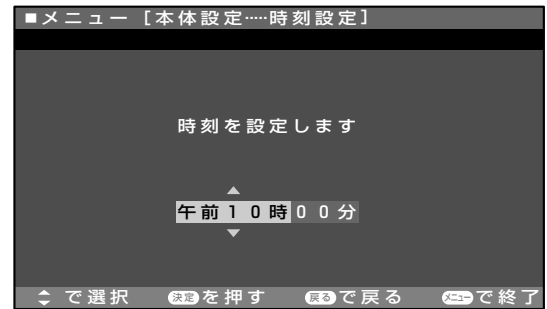 ■メニュー [本体設定……時刻設定]
時刻を設定します
午前10時00分
で選択 決定を押す 戻るで戻る メニューで終了